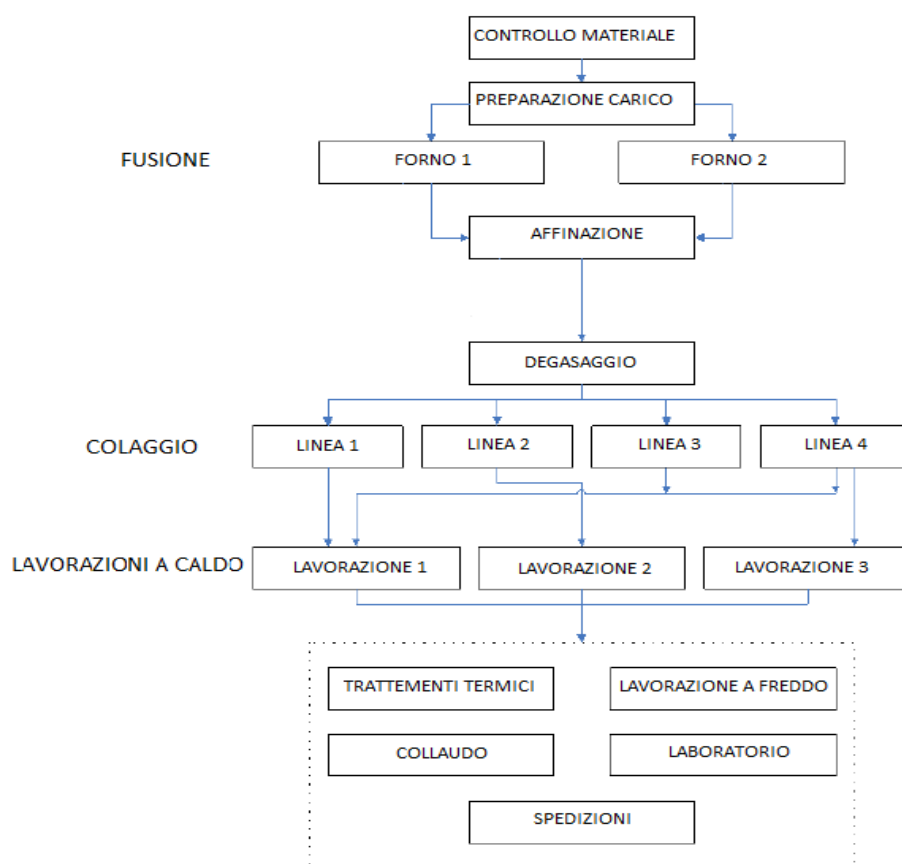 CONTROLLO MATERIALE
PREPARAZIONE CARICO
FUSIONE
FORNO 1
FORNO 2
AFFINAZIONE
DEGASAGGIO
COLAGGIO
LINEA 1
LINEA 2
LINEA 3
LINEA 4
LAVORAZIONI A CALDO
LAVORAZIONE 1
LAVORAZIONE 2
LAVORAZIONE 3
TRATTEMENTI TERMICI
LAVORAZIONE A FREDDO
COLLAUDO
LABORATORIO
SPEDIZIONI